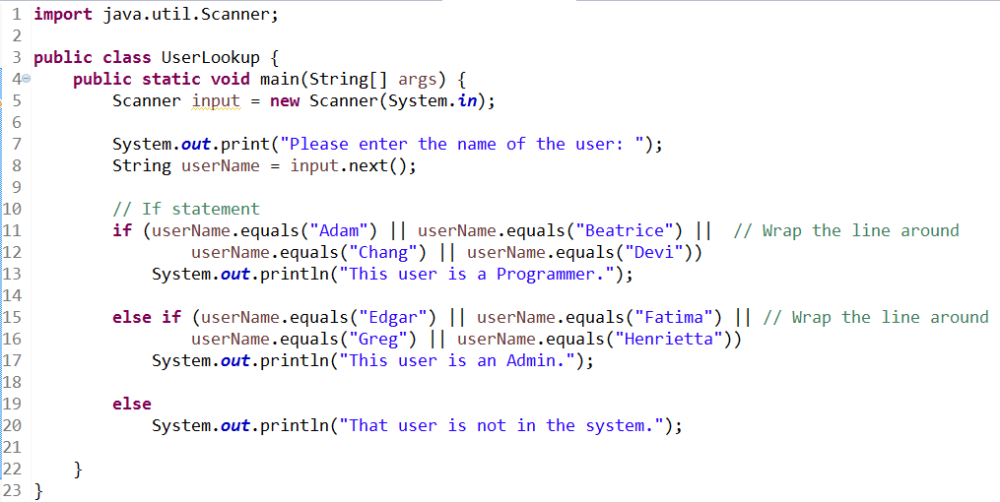 1 import java.util.Scanner;
2
3 public class UserLookup {
4     public static void main(String[] args) {
5         Scanner input = new Scanner(System.in);
6
7         System.out.print("Please enter the name of the user: ");
8         String userName = input.next();
9
10         // If statement
11         if (userName.equals("Adam") || userName.equals("Beatrice") ||  // Wrap the line around
12                 userName.equals("Chang") || userName.equals("Devi"))
13             System.out.println("This user is a Programmer.");
14
15         else if (userName.equals("Edgar") || userName.equals("Fatima") || // Wrap the line around
16                 userName.equals("Greg") || userName.equals("Henrietta"))
17             System.out.println("This user is an Admin.");
18
19         else
20             System.out.println("That user is not in the system.");
21
22     }
23 }